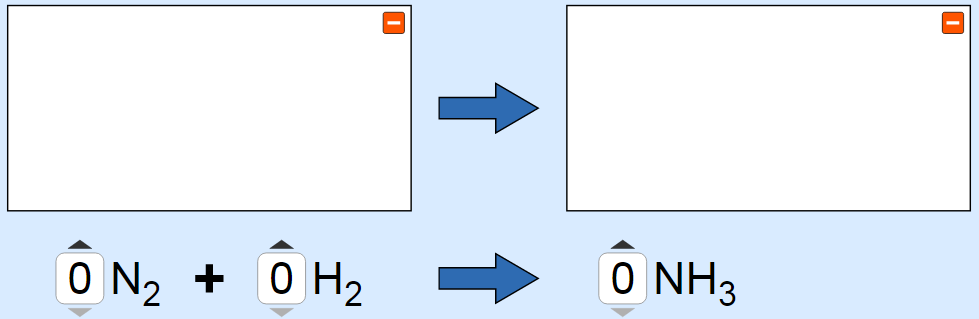 0 N₂ + 0 H₂ → 0 NH₃